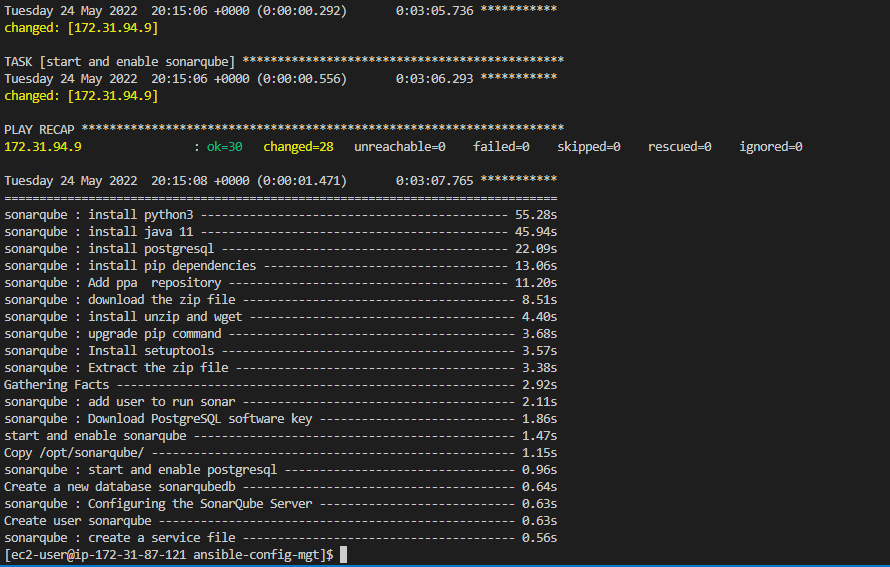 Tuesday 24 May 2022  20:15:06 +0000 (0:00:00.292)       0:03:05.736 ***********
changed: [172.31.94.9]
TASK [start and enable sonarqube] **********************************************
Tuesday 24 May 2022  20:15:06 +0000 (0:00:00.556)       0:03:06.293 ***********
changed: [172.31.94.9]
PLAY RECAP *********************************************************************
172.31.94.9                : ok=30   changed=28   unreachable=0    failed=0    skipped=0    rescued=0    ignored=0
Tuesday 24 May 2022  20:15:08 +0000 (0:00:01.471)       0:03:07.765 ***********
===============================================================================
sonarqube : install python3 -------------------------------------------- 55.28s
sonarqube : install java 11 -------------------------------------------- 45.94s
sonarqube : install postgresql ----------------------------------------- 22.09s
sonarqube : install pip dependencies ----------------------------------- 13.06s
sonarqube : Add ppa  repository ---------------------------------------- 11.20s
sonarqube : download the zip file --------------------------------------- 8.51s
sonarqube : install unzip and wget -------------------------------------- 4.40s
sonarqube : upgrade pip command ----------------------------------------- 3.68s
sonarqube : Install setuptools ------------------------------------------ 3.57s
sonarqube : Extract the zip file ---------------------------------------- 3.38s
Gathering Facts --------------------------------------------------------- 2.92s
sonarqube : add user to run sonar --------------------------------------- 2.11s
sonarqube : Download PostgreSQL software key ---------------------------- 1.86s
start and enable sonarqube ---------------------------------------------- 1.47s
Copy /opt/sonarqube/ ---------------------------------------------------- 1.15s
sonarqube : start and enable postgresql --------------------------------- 0.96s
Create a new database sonarqubedb --------------------------------------- 0.64s
sonarqube : Configuring the SonarQube Server ---------------------------- 0.63s
Create user sonarqube --------------------------------------------------- 0.63s
sonarqube : create a service file --------------------------------------- 0.56s
[ec2-user@ip-172-31-87-121 ansible-config-mgt]$